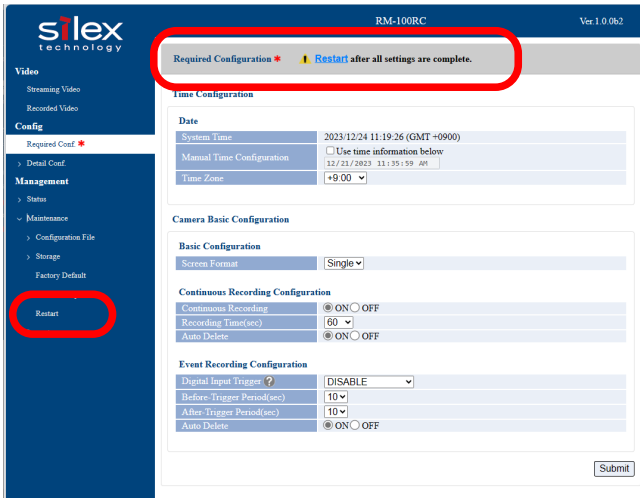 silex
technology
RM-100RC
Ver.1.0.0b2
Required Configuration *
Restart after all settings are complete.
Video
Streaming Video
Recorded Video
Config
Required Conf. *
> Detail Conf.
Management
> Status
Maintenance
> Configuration File
> Storage
Factory Default
Restart
Time Configuration
Date
System Time 2023/12/24 11:19:26 (GMT +0900)
Manual Time Configuration Use time information below
12/21/2023 11:35:59 AM
Time Zone +9:00
Camera Basic Configuration
Basic Configuration
Screen Format Single
Continuous Recording Configuration
Continuous Recording ON OFF
Recording Time(sec) 60
Auto Delete ON OFF
Event Recording Configuration
Digital Input Trigger ? DISABLE
Before-Trigger Period(sec) 10
After-Trigger Period(sec) 10
Auto Delete ON OFF
Submit